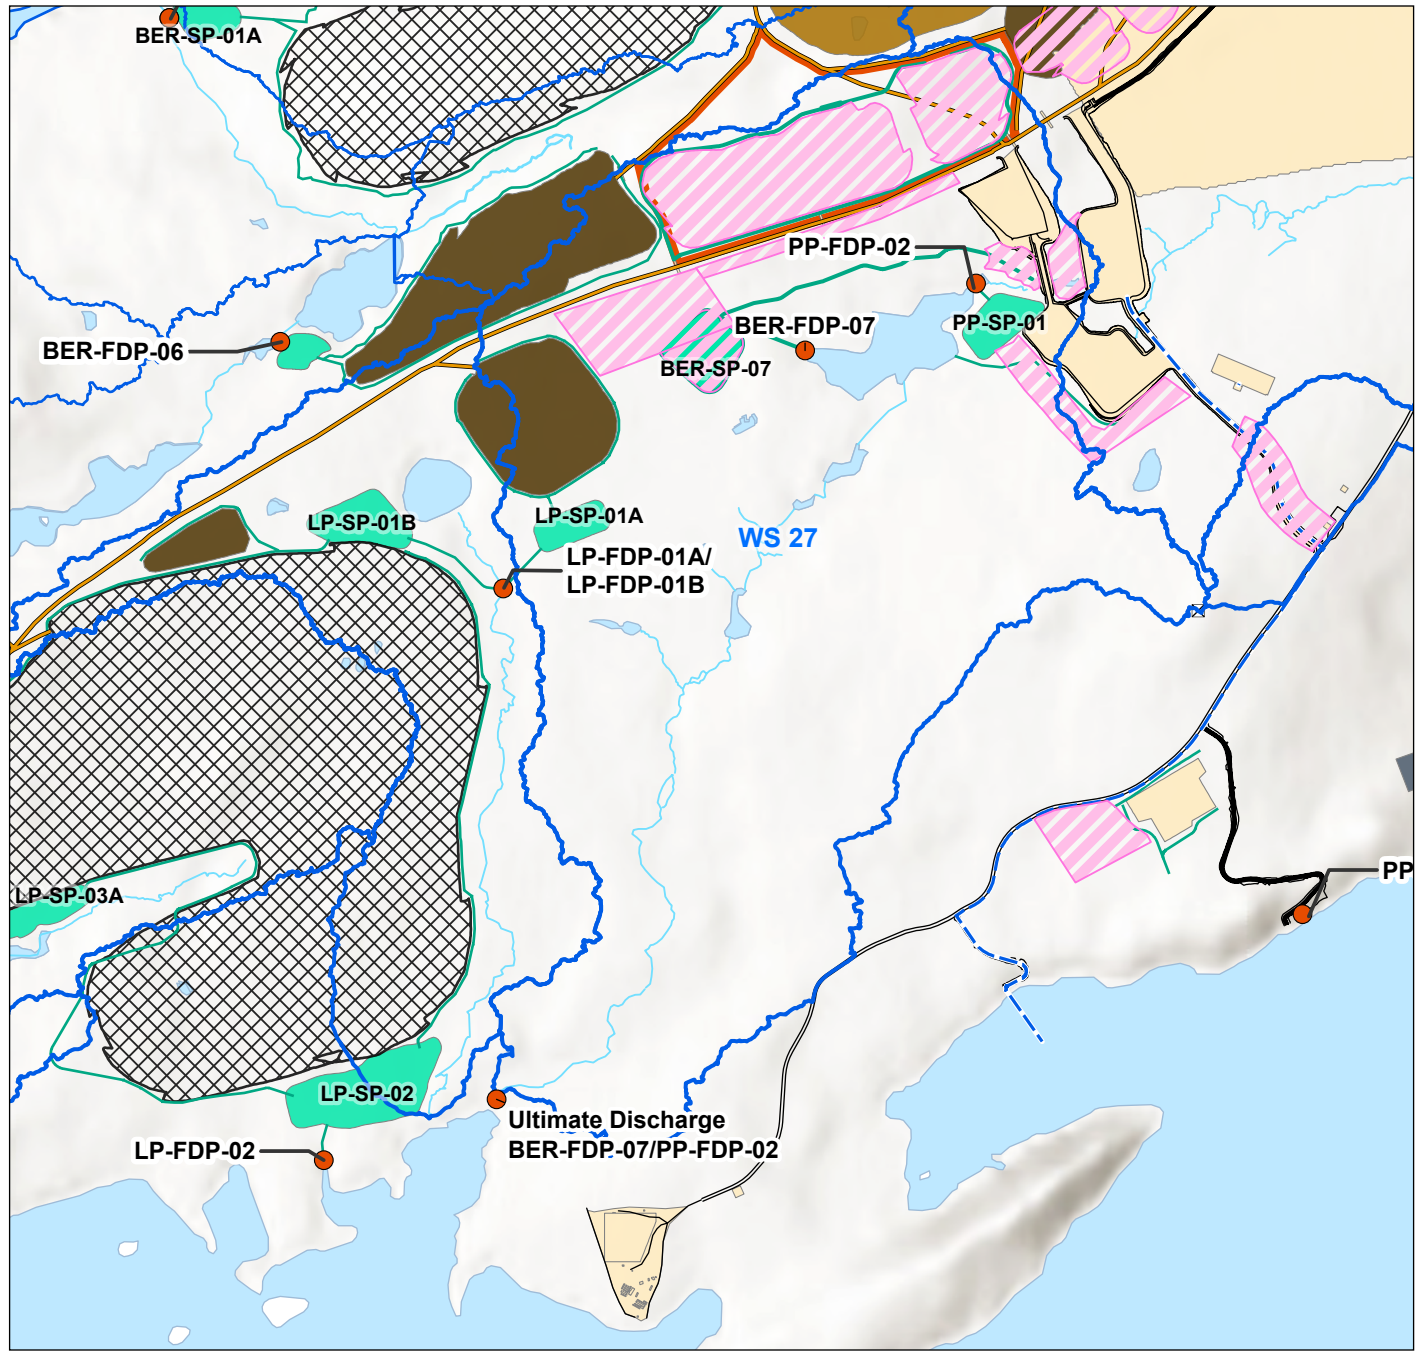 BER-SP-01A
PP-FDP-02
PP-SP-01
BER-FDP-07
BER-FDP-06
BER-SP-07
LP-SP-01B
LP-SP-01A
WS 27
LP-FDP-01A/
LP-FDP-01B
PP
LP-SP-03A
LP-SP-02
Ultimate Discharge
BER-FDP-07/PP-FDP-02
LP-FDP-02